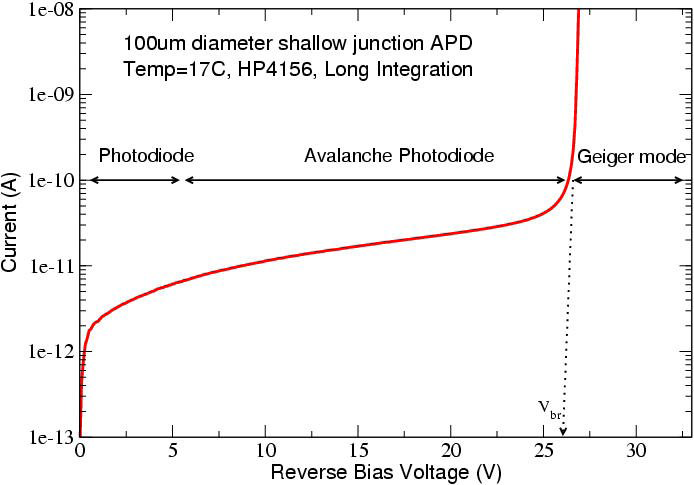 1e-08
100um diameter shallow junction APD
Temp=17C, HP4156, Long Integration
1e-09
Photodiode
Avalanche Photodiode
Geiger mode
1e-10
Current (A)
1e-11
1e-12
Vbr
1e-13
0 5 10 15 20 25 30
Reverse Bias Voltage (V)